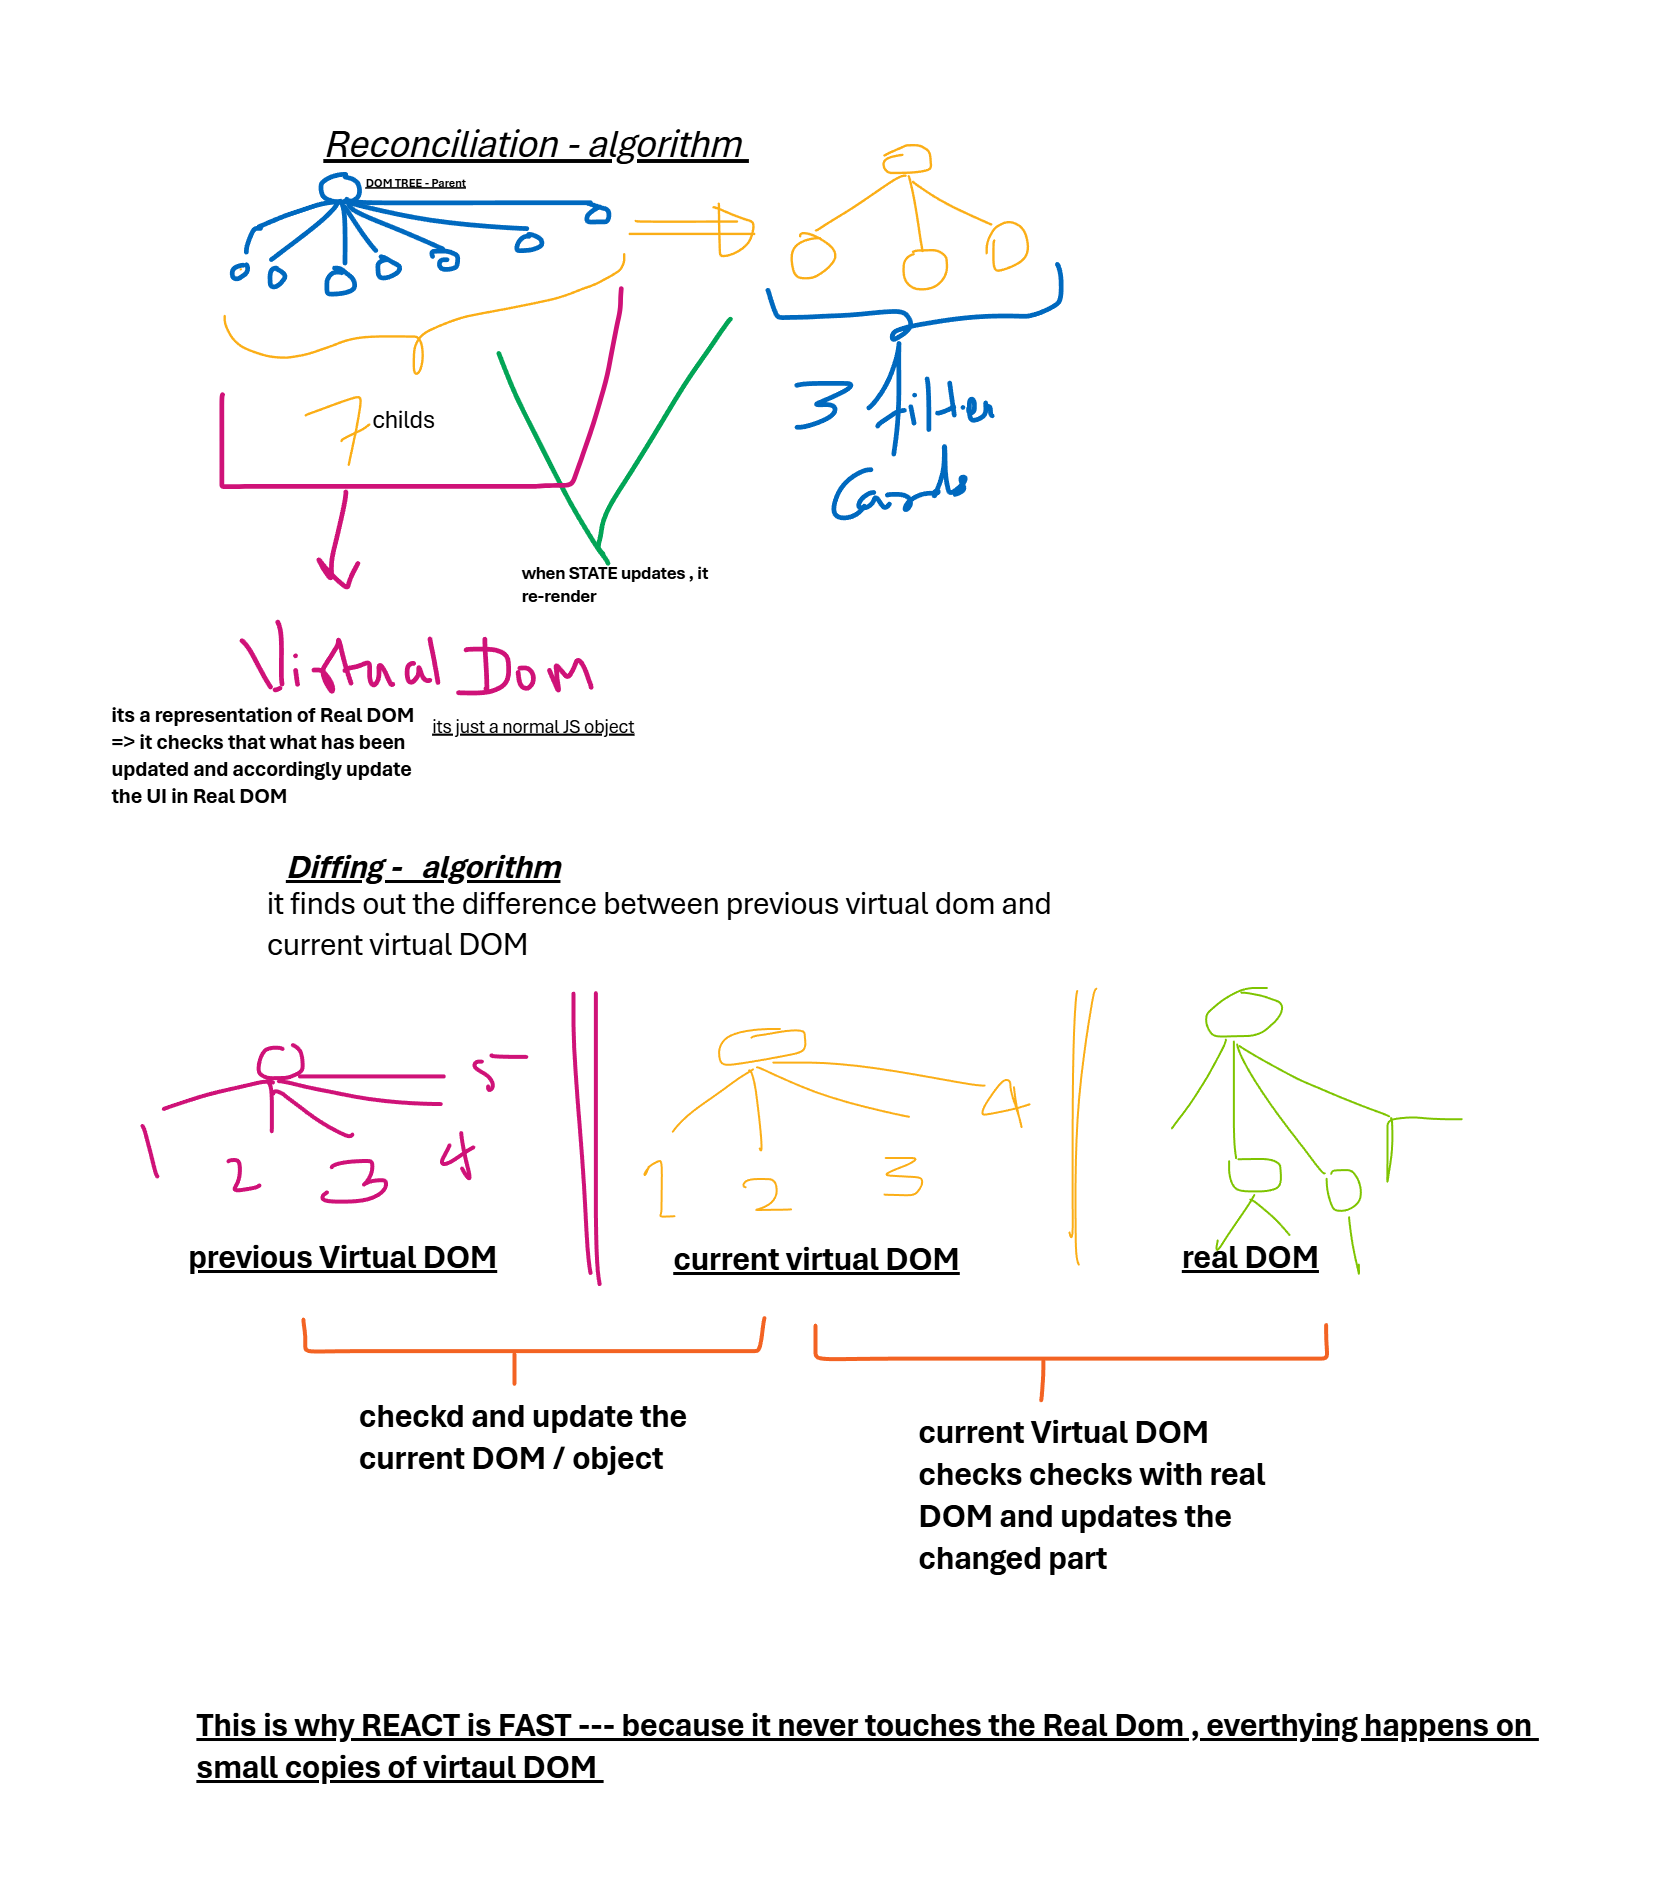 Reconciliation - algorithm
DOM TREE - Parent
7 childs
3 filter
Cards
when STATE updates , it
re-render
Virtual Dom
its a representation of Real DOM
=> it checks that what has been
updated and accordingly update
the UI in Real DOM
its just a normal JS object
Diffing - algorithm
it finds out the difference between previous virtual dom and
current virtual DOM
1 2 3 4 5
1 2 3 4
previous Virtual DOM
current virtual DOM
real DOM
checkd and update the
current DOM / object
current Virtual DOM
checks checks with real
DOM and updates the
changed part
This is why REACT is FAST --- because it never touches the Real Dom , everthying happens on
small copies of virtaul DOM